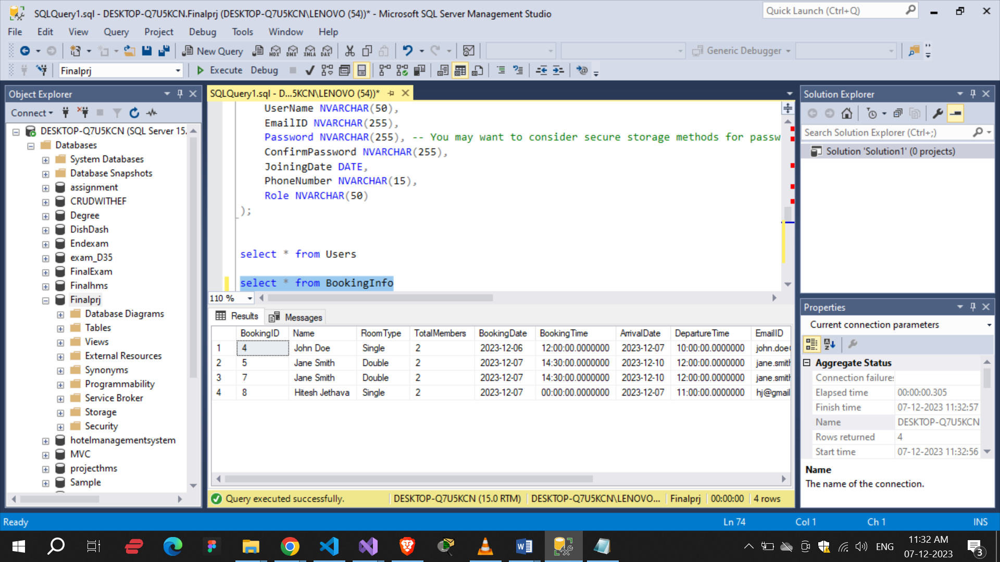 SQLQuery1.sql - DESKTOP-Q7U5KCN.Finalprj (DESKTOP-Q7U5KCN\LENOVO (54))* - Microsoft SQL Server Management Studio
Quick Launch (Ctrl+Q)
File Edit View Query Project Debug Tools Window Help
New Query MDX DMX XMLA DAX Generic Debugger
Finalprj Execute Debug
Object Explorer
Connect
DESKTOP-Q7U5KCN (SQL Server 15.
Databases
System Databases
Database Snapshots
assignment
CRUDWITHEF
Degree
DishDash
Endexam
exam_D35
FinalExam
Finalhms
Finalprj
Database Diagrams
Tables
Views
External Resources
Synonyms
Programmability
Service Broker
Storage
Security
hotelmanagementsystem
MVC
projecthms
Sample
SQLQuery1.sql - D...5KCN\LENOVO (54))*
UserName NVARCHAR(50),
EmailID NVARCHAR(255),
Password NVARCHAR(255), -- You may want to consider secure storage methods for passw
ConfirmPassword NVARCHAR(255),
JoiningDate DATE,
PhoneNumber NVARCHAR(15),
Role NVARCHAR(50)
);
select * from Users
select * from BookingInfo
110 %
Results Messages
BookingID Name RoomType TotalMembers BookingDate BookingTime ArrivalDate DepartureTime EmailID
1 4 John Doe Single 2 2023-12-06 12:00:00.0000000 2023-12-07 10:00:00.0000000 john.doe
2 5 Jane Smith Double 2 2023-12-07 14:30:00.0000000 2023-12-10 12:00:00.0000000 jane.smith
3 7 Jane Smith Double 2 2023-12-07 14:30:00.0000000 2023-12-10 12:00:00.0000000 jane.smith
4 8 Hitesh Jethava Single 2 2023-12-07 00:00:00.0000000 2023-12-07 11:00:00.0000000 hj@gmail
Query executed successfully. DESKTOP-Q7U5KCN (15.0 RTM) DESKTOP-Q7U5KCN\LENOVO... Finalprj 00:00:00 4 rows
Solution Explorer
Search Solution Explorer (Ctrl+;)
Solution 'Solution1' (0 projects)
Properties
Current connection parameters
Aggregate Status
Connection failures
Elapsed time 00:00:00.305
Finish time 07-12-2023 11:32:57
Name DESKTOP-Q7U5KCN
Rows returned 4
Start time 07-12-2023 11:32:56
Name
The name of the connection.
Ready Ln 74 Col 1 Ch 1 INS
ENG
11:32 AM
07-12-2023
3